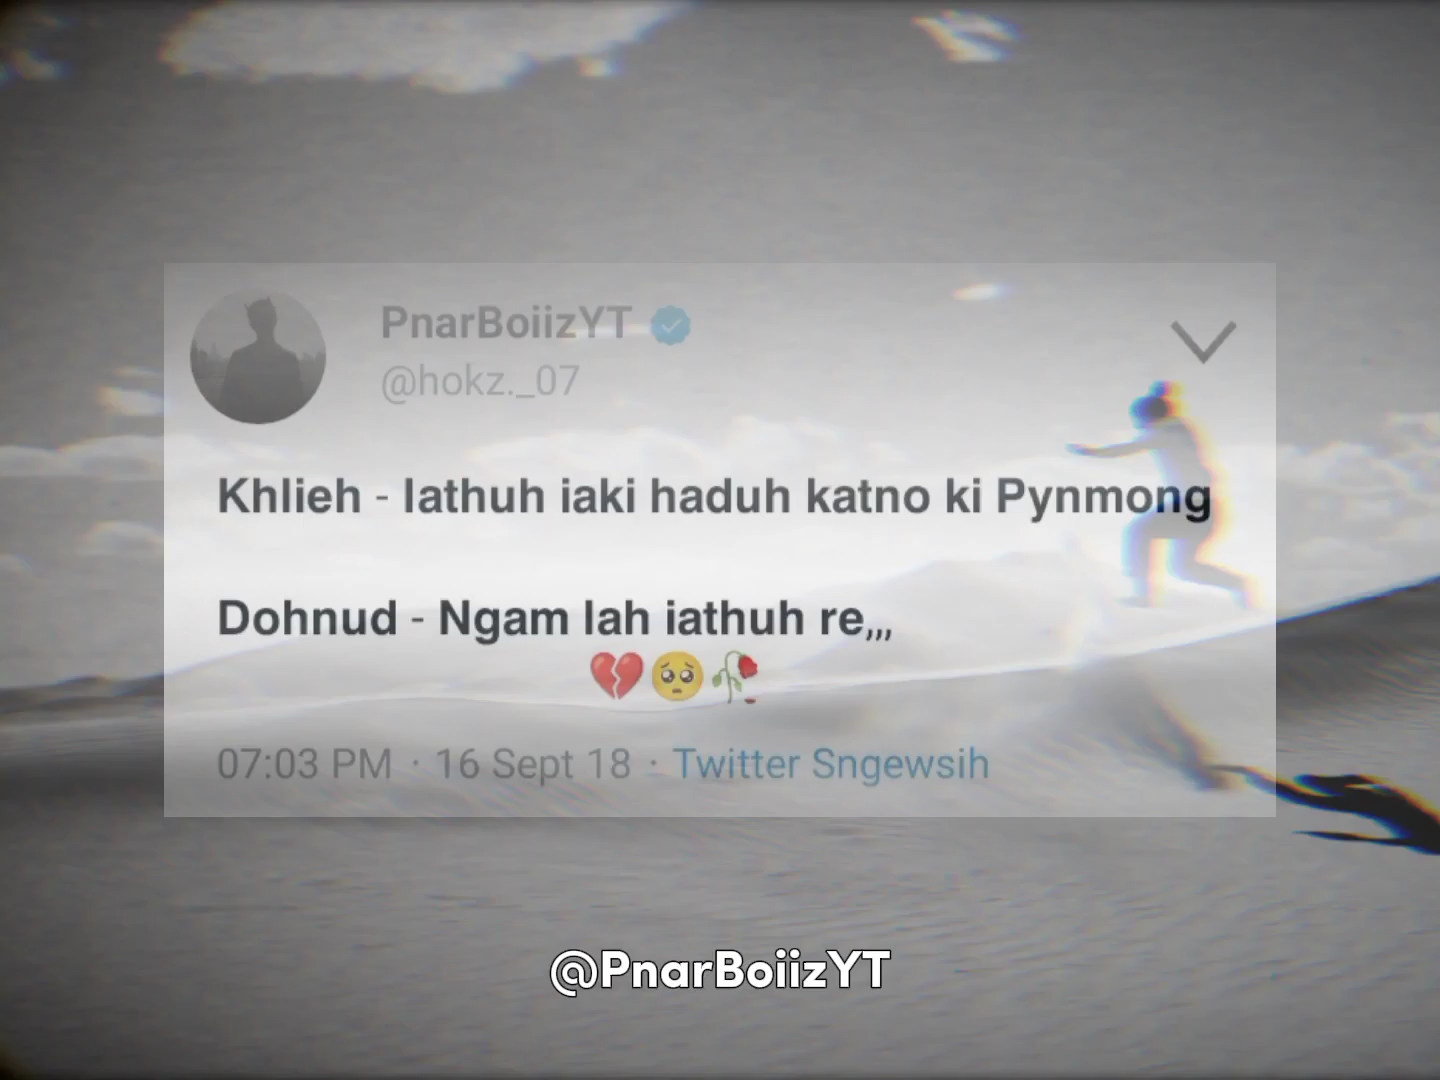 PnarBoiizYT
@hokz._07
Khlieh - Iathuh iaki haduh katno ki Pynmong
Dohnud - Ngam lah iathuh re,,,
💔🥺🥀
07:03 PM · 16 Sept 18 · Twitter Sngewsih
@PnarBoiizYT